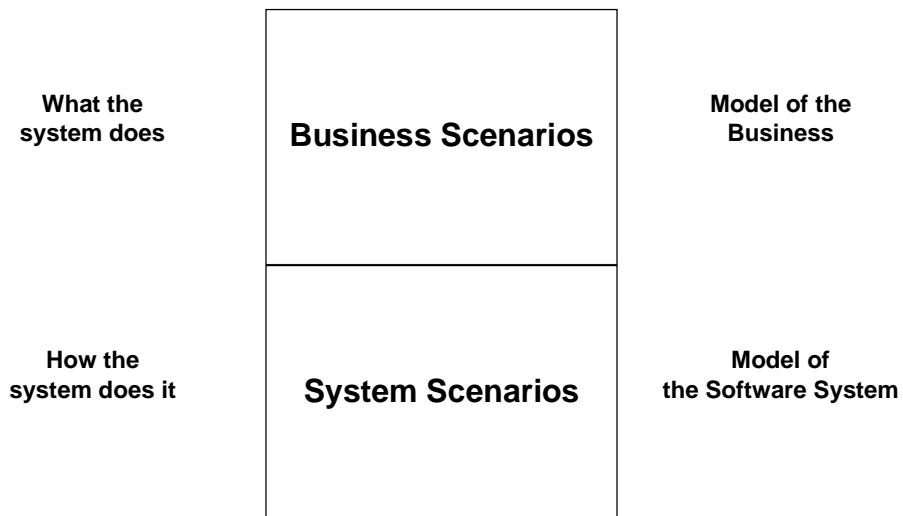 What the
system does
Business Scenarios
Model of the
Business
How the
system does it
System Scenarios
Model of
the Software System